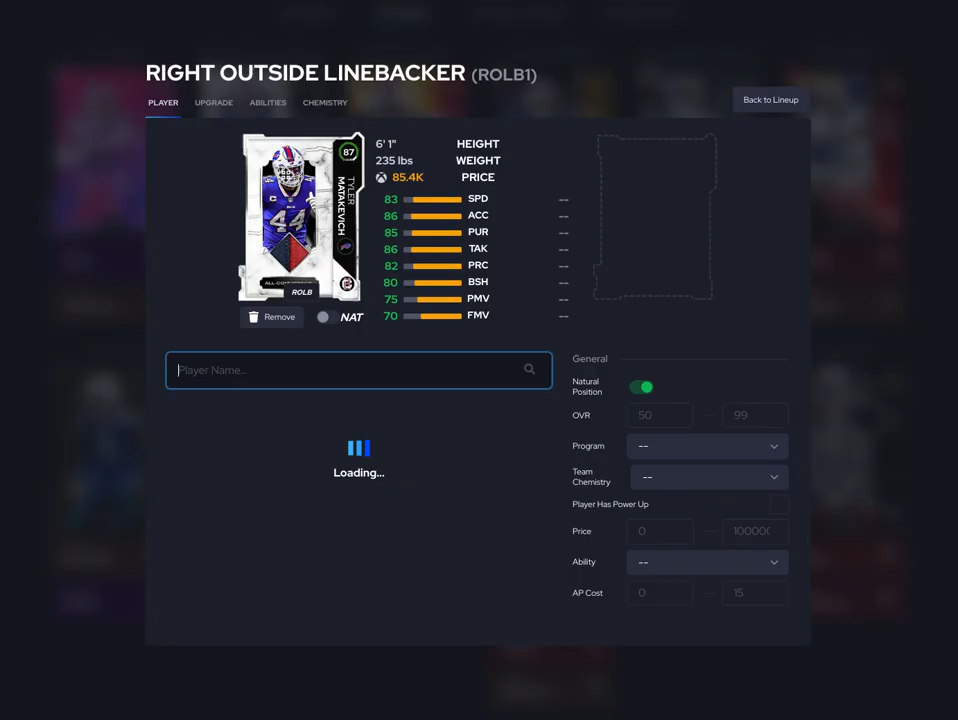 RIGHT OUTSIDE LINEBACKER (ROLB1)
PLAYER UPGRADE ABILITIES CHEMISTRY
Back to Lineup
87
TYLER
MATAKEVICH
44
ROLB
6' 1" HEIGHT
235 lbs WEIGHT
85.4K PRICE
83 SPD --
86 ACC --
85 PUR --
86 TAK --
82 PRC --
80 BSH --
75 PMV --
70 FMV --
Remove NAT
Player Name...
Loading...
General
Natural
Position
OVR 50 99
Program --
Team
Chemistry --
Player Has Power Up
Price 0 10000
Ability --
AP Cost 0 15